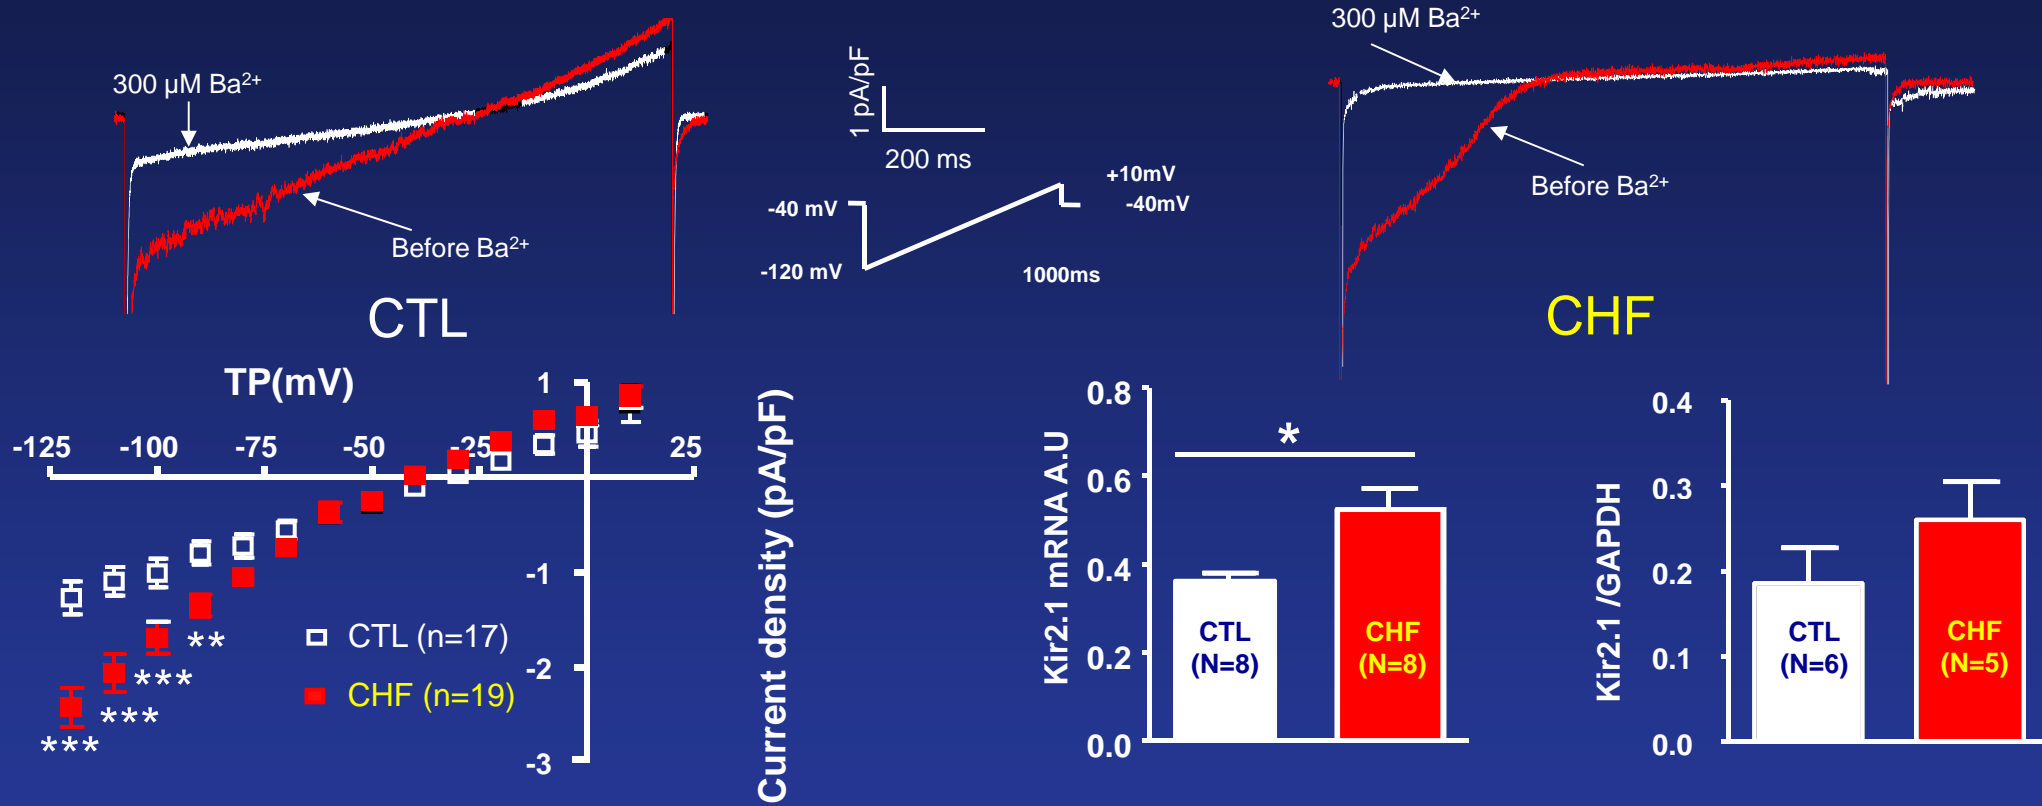 300 µM Ba²⁺
Before Ba²⁺
CTL
1 pA/pF
200 ms
-40 mV
-120 mV
+10mV
-40mV
1000ms
300 µM Ba²⁺
Before Ba²⁺
CHF
TP(mV)
-125 -100 -75 -50 -25 25
1
-1
-2
-3
Current density (pA/pF)
**
***
***
***
CTL (n=17)
CHF (n=19)
Kir2.1 mRNA A.U
0.8
0.6
0.4
0.2
0.0
*
CTL
(N=8)
CHF
(N=8)
Kir2.1 /GAPDH
0.4
0.3
0.2
0.1
0.0
CTL
(N=6)
CHF
(N=5)